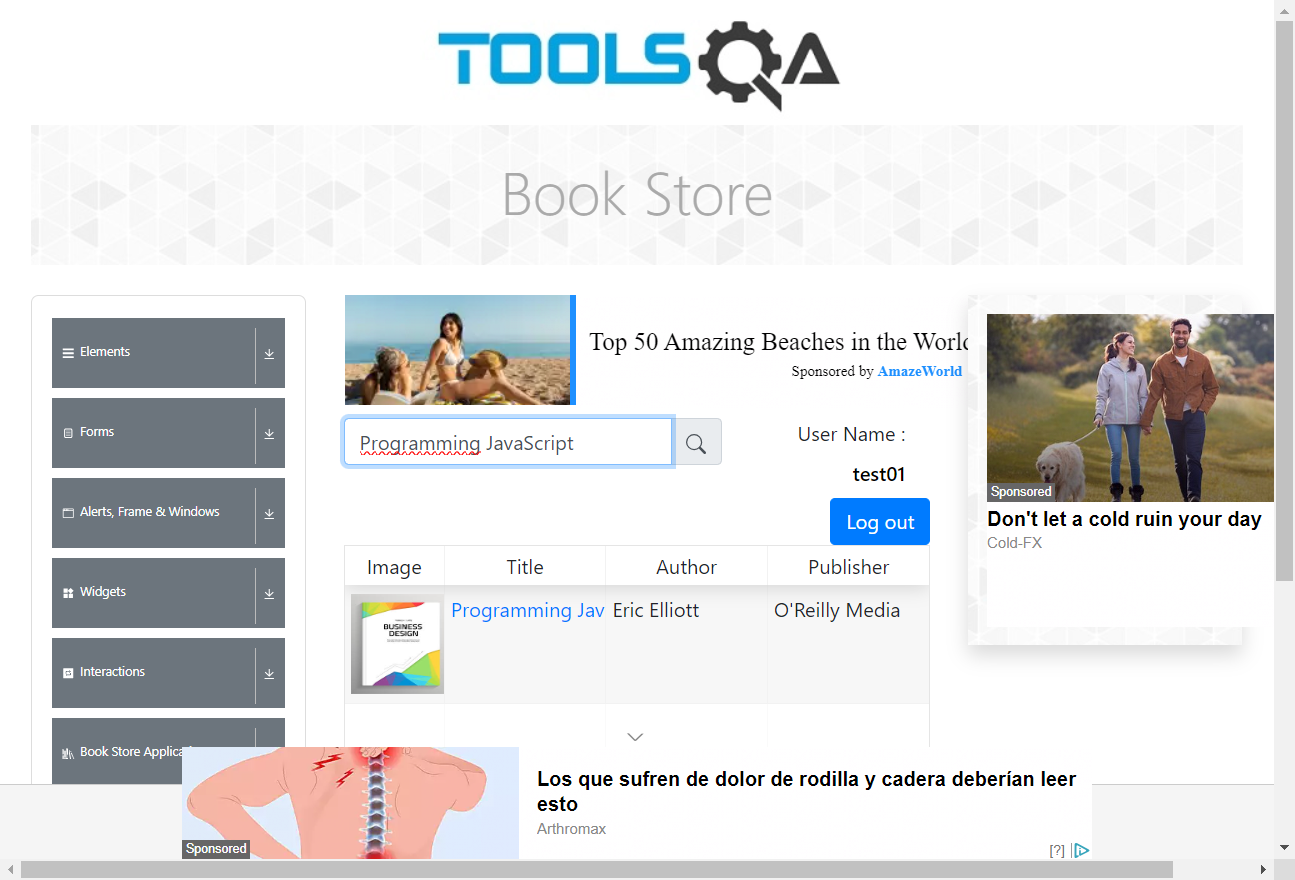 TOOLSQA
Book Store
Elements
Forms
Alerts, Frame & Windows
Widgets
Interactions
Book Store Applica
Top 50 Amazing Beaches in the World
Sponsored by AmazeWorld
Programming JavaScript
User Name :
test01
Log out
Image Title Author Publisher
BUSINESS
DESIGN
Programming Jav Eric Elliott O'Reilly Media
Sponsored
Don't let a cold ruin your day
Cold-FX
Sponsored
Los que sufren de dolor de rodilla y cadera deberían leer
esto
Arthromax
[?]